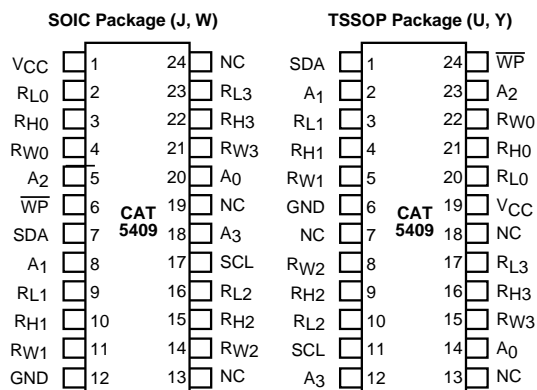 SOIC Package (J, W)
VCC 1 24 NC
RL0 2 23 RL3
RH0 3 22 RH3
RW0 4 21 RW3
A2 5 20 A0
WP 6 CAT 19 NC
SDA 7 5409 18 A3
A1 8 17 SCL
RL1 9 16 RL2
RH1 10 15 RH2
RW1 11 14 RW2
GND 12 13 NC
TSSOP Package (U, Y)
SDA 1 24 WP
A1 2 23 A2
RL1 3 22 RW0
RH1 4 21 RH0
RW1 5 20 RL0
GND 6 CAT 19 VCC
NC 7 5409 18 NC
RW2 8 17 RL3
RH2 9 16 RH3
RL2 10 15 RW3
SCL 11 14 A0
A3 12 13 NC